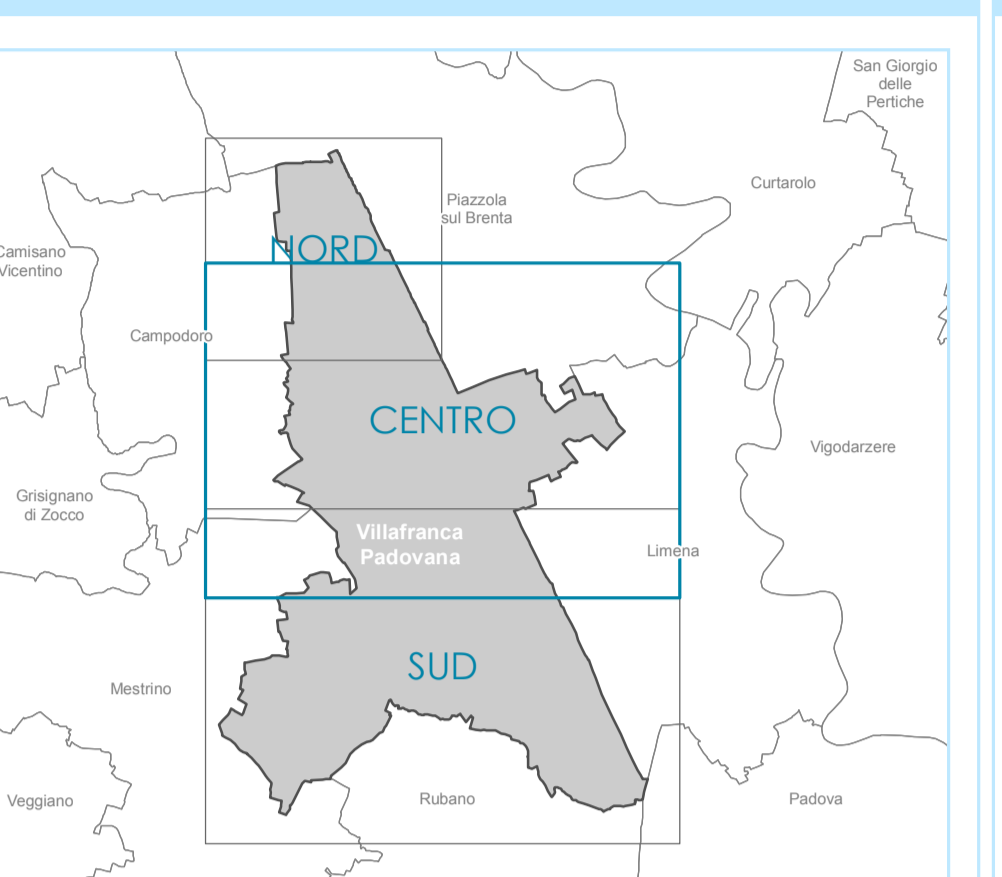 San Giorgio
delle
Pertiche
Curtarolo
Piazzola
sul Brenta
NORD
Camisano
Vicentino
Campodoro
CENTRO
Vigodarzere
Grisignano
di Zocco
Villafranca
Padovana
Limena
SUD
Mestrino
Veggiano
Rubano
Padova